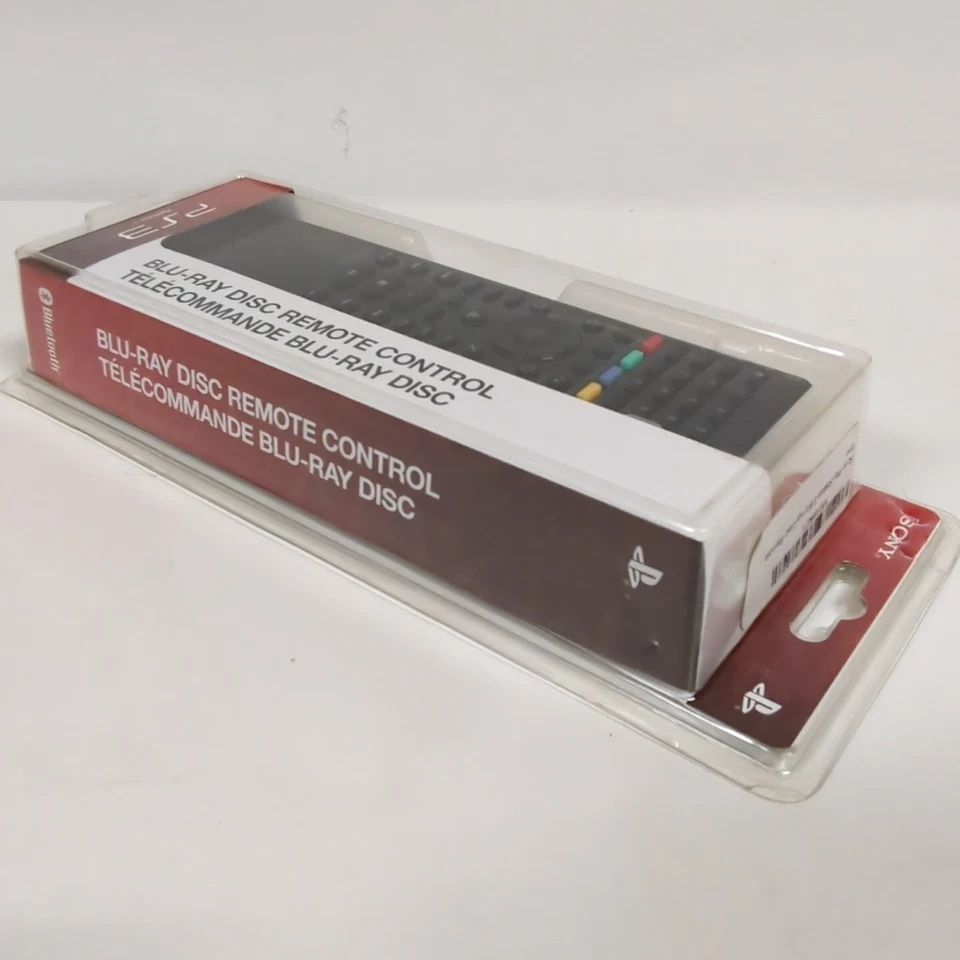 PS3
BLU-RAY DISC REMOTE CONTROL
TÉLÉCOMMANDE BLU-RAY DISC
Bluetooth
BLU-RAY DISC REMOTE CONTROL
TÉLÉCOMMANDE BLU-RAY DISC
SONY